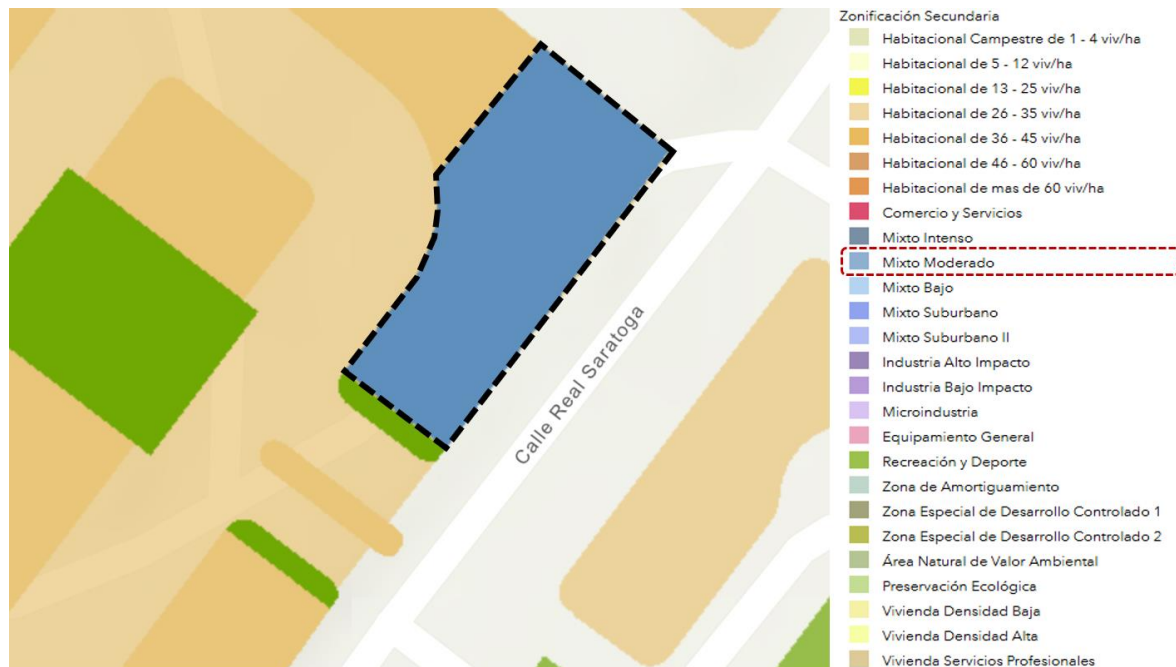 Zonificación Secundaria
Habitacional Campestre de 1 - 4 viv/ha
Habitacional de 5 - 12 viv/ha
Habitacional de 13 - 25 viv/ha
Habitacional de 26 - 35 viv/ha
Habitacional de 36 - 45 viv/ha
Habitacional de 46 - 60 viv/ha
Habitacional de mas de 60 viv/ha
Comercio y Servicios
Mixto Intenso
Mixto Moderado
Mixto Bajo
Mixto Suburbano
Mixto Suburbano II
Industria Alto Impacto
Industria Bajo Impacto
Microindustria
Equipamiento General
Recreación y Deporte
Zona de Amortiguamiento
Zona Especial de Desarrollo Controlado 1
Zona Especial de Desarrollo Controlado 2
Área Natural de Valor Ambiental
Preservación Ecológica
Vivienda Densidad Baja
Vivienda Densidad Alta
Vivienda Servicios Profesionales
Calle Real Saratoga